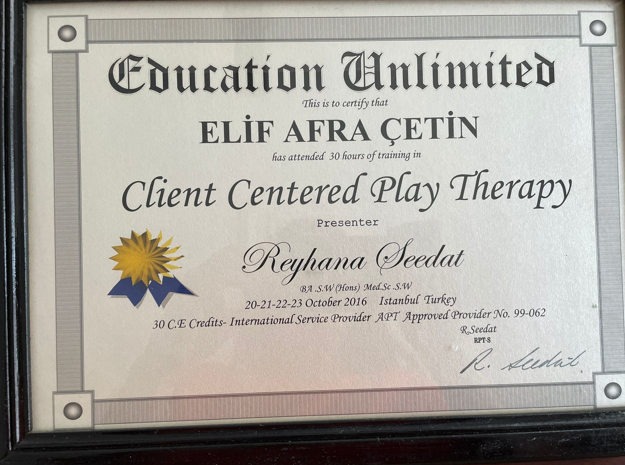 Education Unlimited
This is to certify that
ELİF AFRA ÇETİN
has attended 30 hours of training in
Client Centered Play Therapy
Presenter
Reyhana Seedat
BA .S.W (Hons) Med.Sc .S.W
20-21-22-23 October 2016 Istanbul Turkey
30 C.E Credits- International Service Provider APT Approved Provider No. 99-062
R.Seedat
RPT-S
R. Seedat